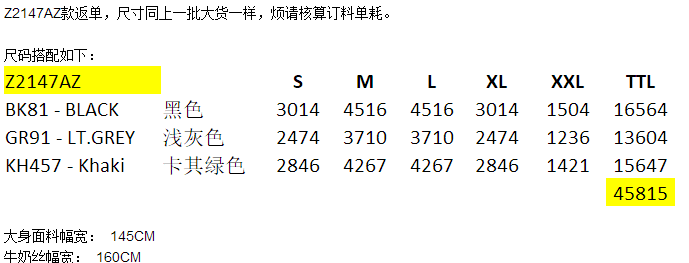 Z2147AZ款返单，尺寸同上一批大货一样，烦请核算订料单耗。
尺码搭配如下：
Z2147AZ S M L XL XXL TTL
BK81 - BLACK 黑色 3014 4516 4516 3014 1504 16564
GR91 - LT.GREY 浅灰色 2474 3710 3710 2474 1236 13604
KH457 - Khaki 卡其绿色 2846 4267 4267 2846 1421 15647
45815
大身面料幅宽： 145CM
牛奶丝幅宽： 160CM